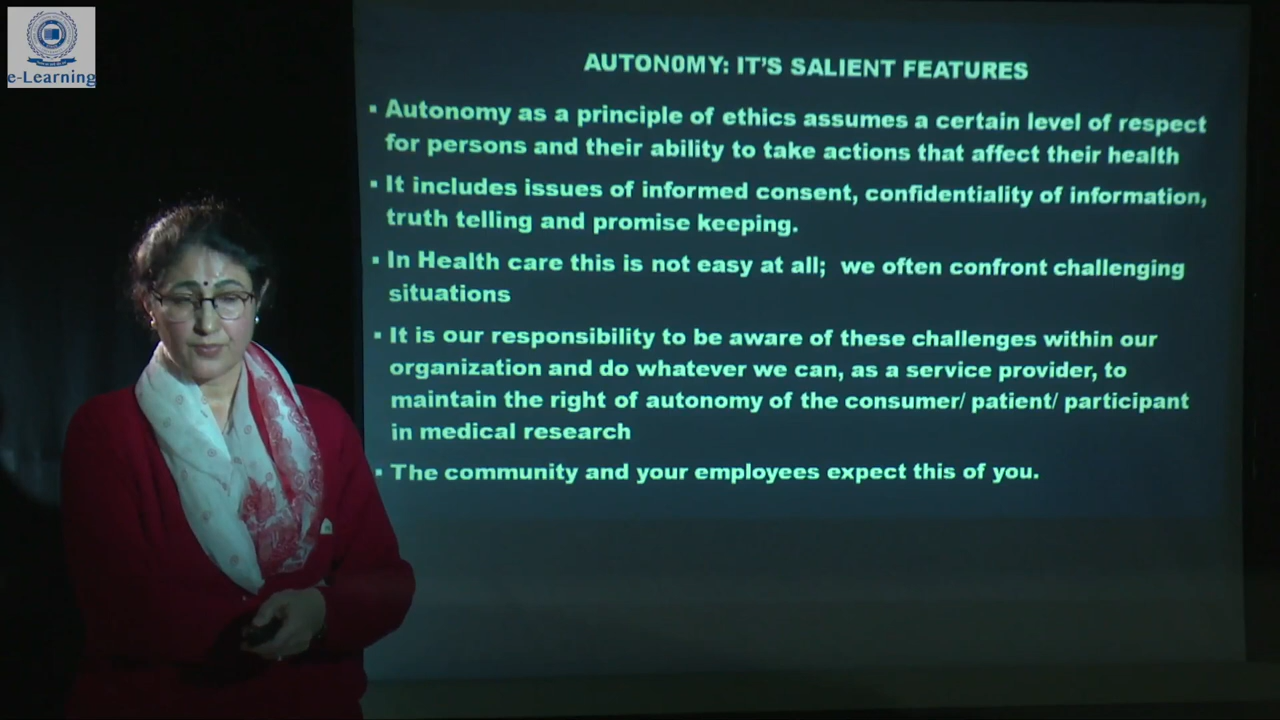 e-Learning
AUTONOMY: IT'S SALIENT FEATURES
▪ Autonomy as a principle of ethics assumes a certain level of respect
for persons and their ability to take actions that affect their health
▪ It includes issues of informed consent, confidentiality of information,
truth telling and promise keeping.
▪ In Health care this is not easy at all; we often confront challenging
situations
▪ It is our responsibility to be aware of these challenges within our
organization and do whatever we can, as a service provider, to
maintain the right of autonomy of the consumer/ patient/ participant
in medical research
▪ The community and your employees expect this of you.